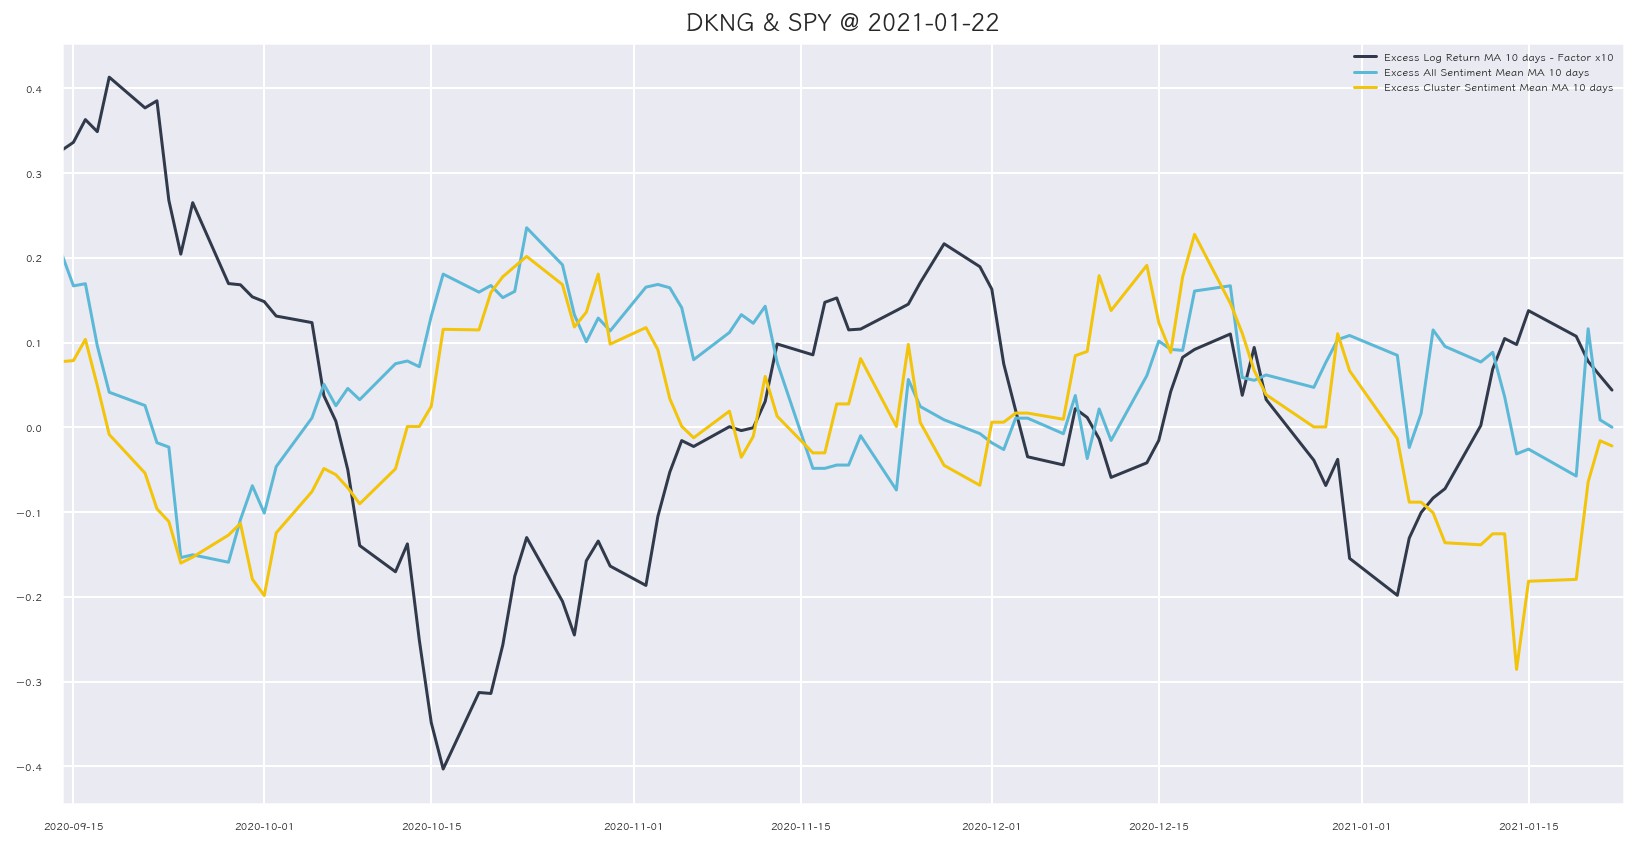 DKNG & SPY @ 2021-01-22
Excess Log Return MA 10 days - Factor x10
Excess All Sentiment Mean MA 10 days
Excess Cluster Sentiment Mean MA 10 days
0.4
0.3
0.2
0.1
0.0
−0.1
−0.2
−0.3
−0.4
2020-09-15 2020-10-01 2020-10-15 2020-11-01 2020-11-15 2020-12-01 2020-12-15 2021-01-01 2021-01-15